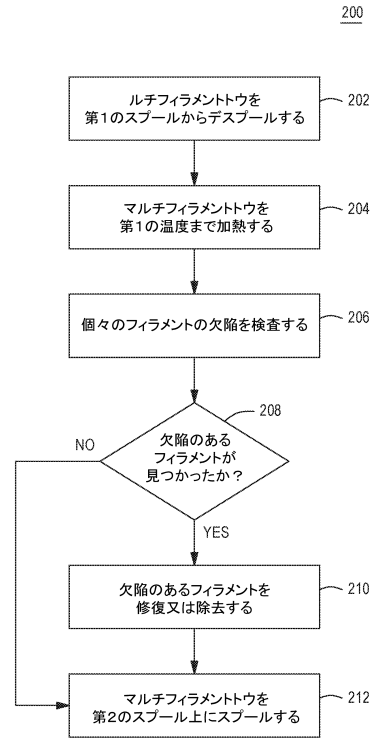 200
ルチフィラメントトウを
第1のスプールからデスプールする
202
マルチフィラメントトウを
第1の温度まで加熱する
204
個々のフィラメントの欠陥を検査する
206
208
欠陥のある
フィラメントが
見つかったか？
NO
YES
欠陥のあるフィラメントを
修復又は除去する
210
マルチフィラメントトウを
第2のスプール上にスプールする
212